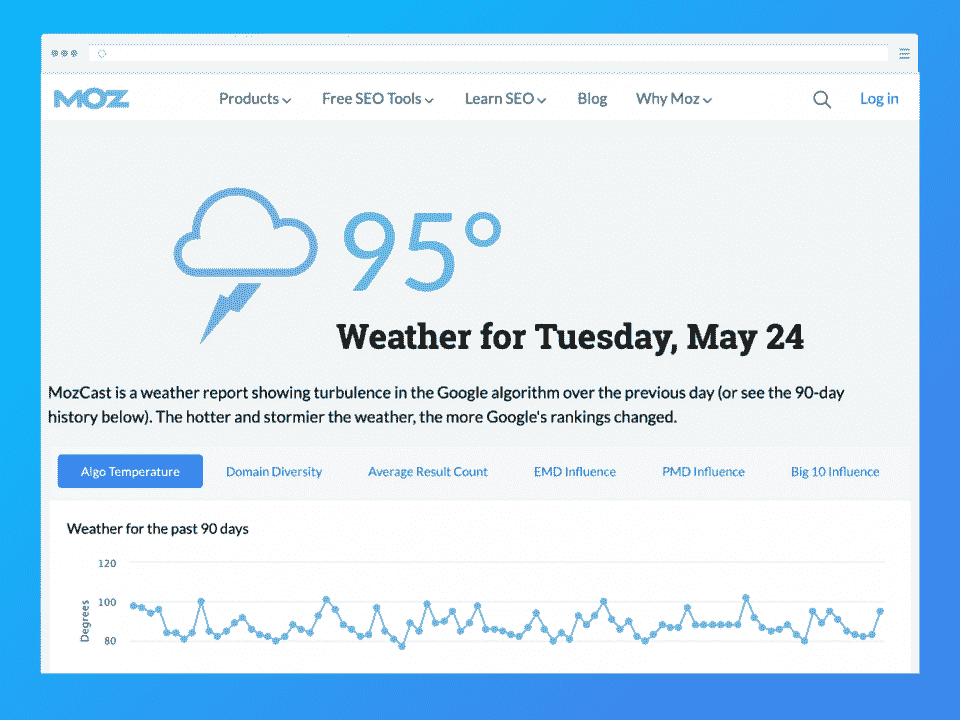 MOZ
Products
Free SEO Tools
Learn SEO
Blog
Why Moz
Log in
95°
Weather for Tuesday, May 24
MozCast is a weather report showing turbulence in the Google algorithm over the previous day (or see the 90-day
history below). The hotter and stormier the weather, the more Google's rankings changed.
Algo Temperature
Domain Diversity
Average Result Count
EMD Influence
PMD Influence
Big 10 Influence
Weather for the past 90 days
120
100
80
Degrees